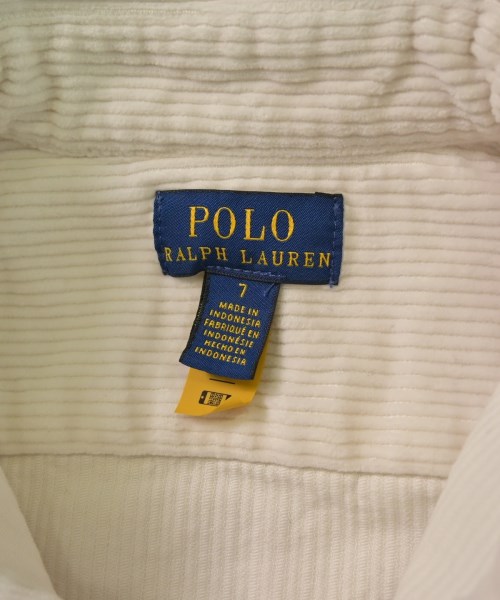 POLO
RALPH LAUREN
7
MADE IN
INDONESIA
FABRIQUÉ EN
INDONÉSIE
HECHO EN
INDONESIA